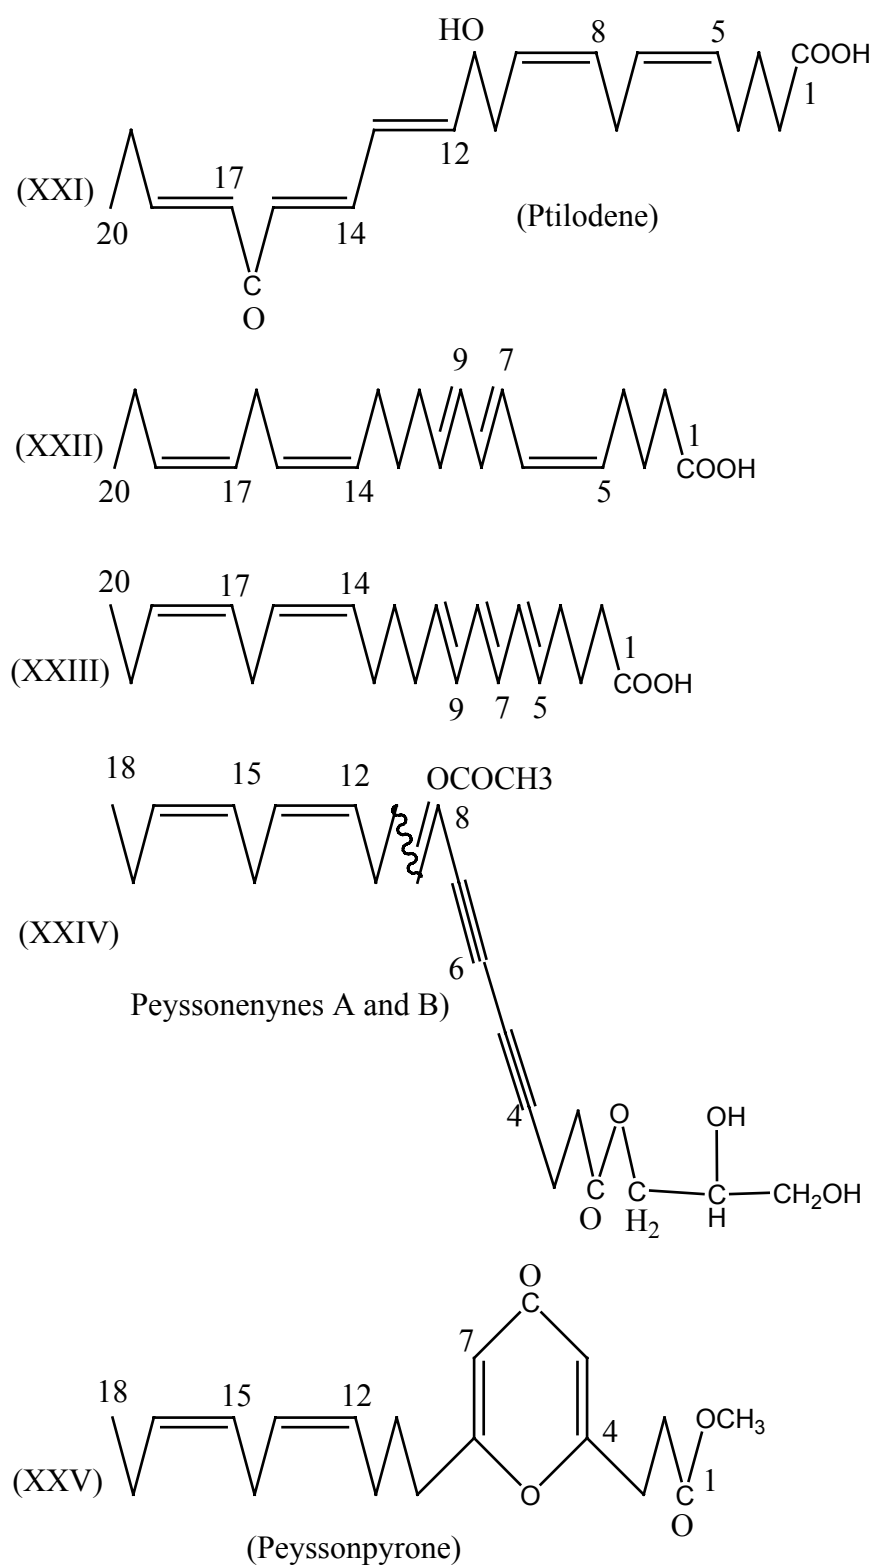 HO 8 5 COOH
1
12
17
(XXI) (Ptilodene)
20 14
C
O
9 7
(XXII) 1
COOH
20 17 14 5
20 17 14
1
(XXIII) COOH
9 7 5
18 15 12 OCOCH3
8
(XXIV)
6
Peyssonenynes A and B)
4 O OH
C C C CH2OH
O H2 H
O
C
7
18 15 12 4 OCH3
(XXV) O C 1
O
(Peyssonpyrone)